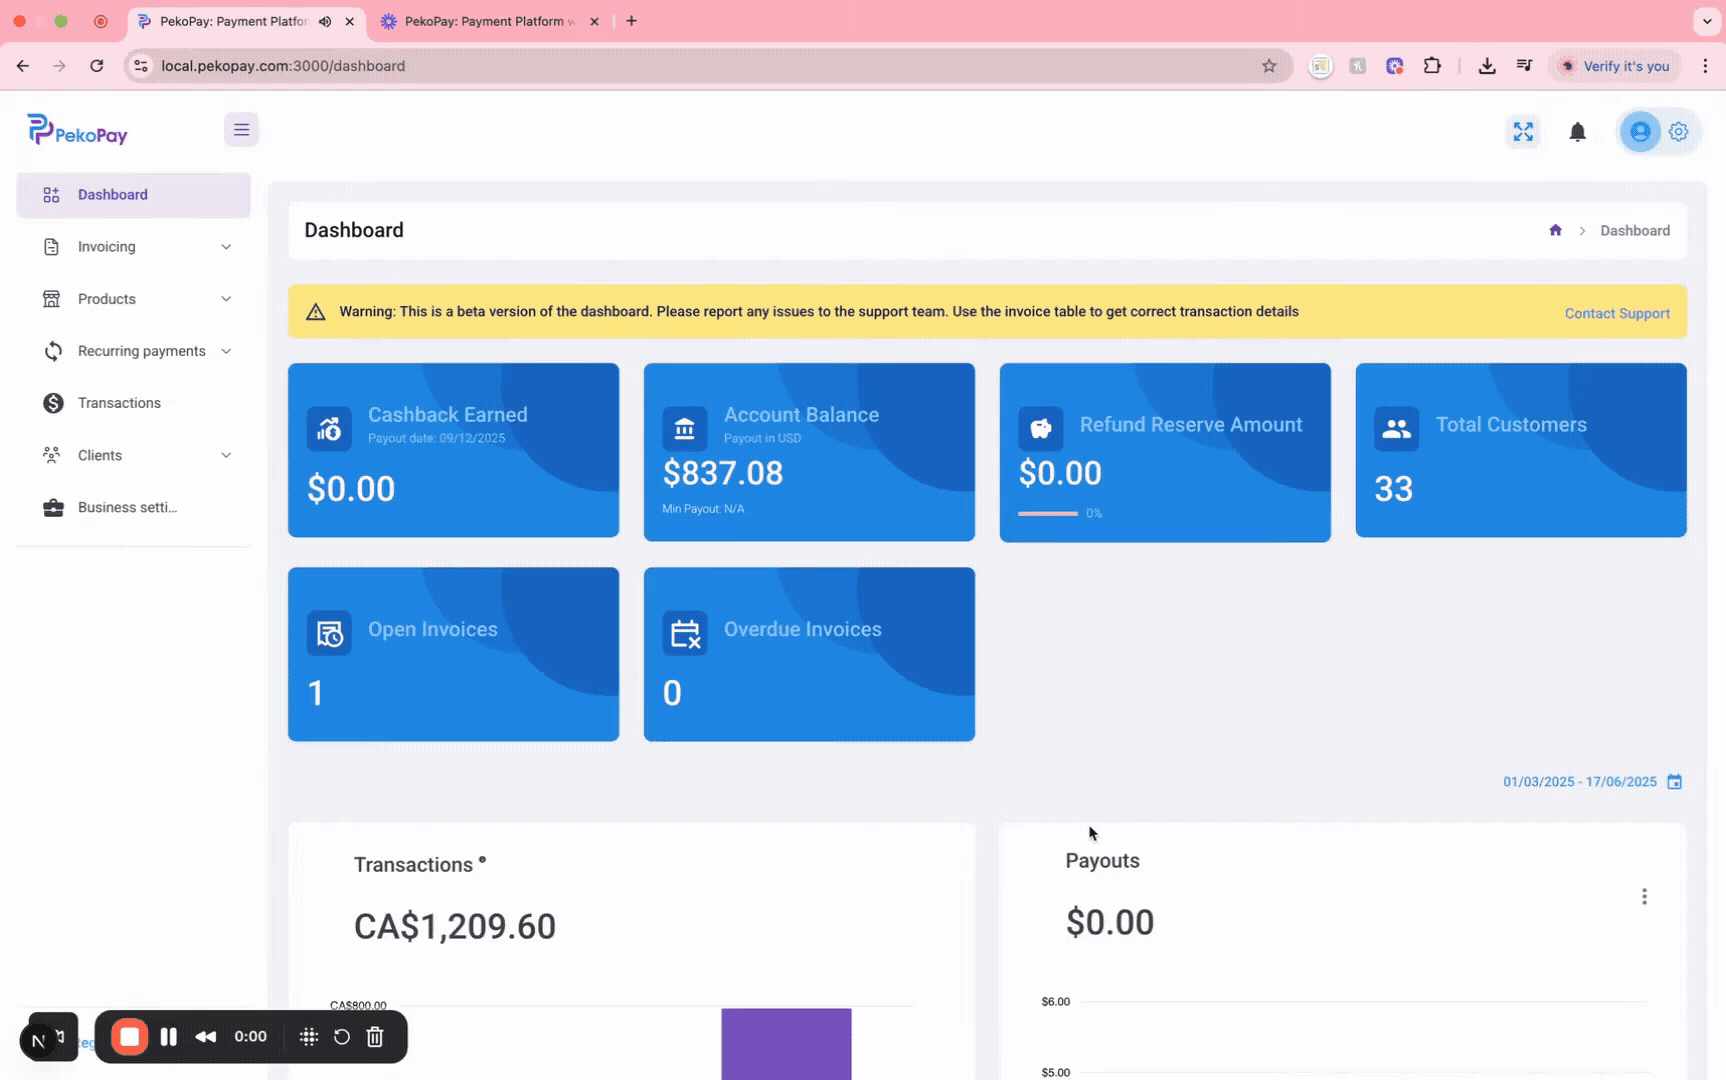 PekoPay: Payment Platfor
PekoPay: Payment Platform w
local.pekopay.com:3000/dashboard
Verify it's you
PekoPay
Dashboard
Invoicing
Products
Recurring payments
Transactions
Clients
Business setti...
Dashboard
Dashboard
Warning: This is a beta version of the dashboard. Please report any issues to the support team. Use the invoice table to get correct transaction details
Contact Support
Cashback Earned
Payout date: 09/12/2025
$0.00
Account Balance
Payout in USD
$837.08
Min Payout: N/A
Refund Reserve Amount
$0.00
0%
Total Customers
33
Open Invoices
1
Overdue Invoices
0
01/03/2025 - 17/06/2025
Transactions
CA$1,209.60
CA$800.00
Payouts
$0.00
$6.00
$5.00
N
0:00